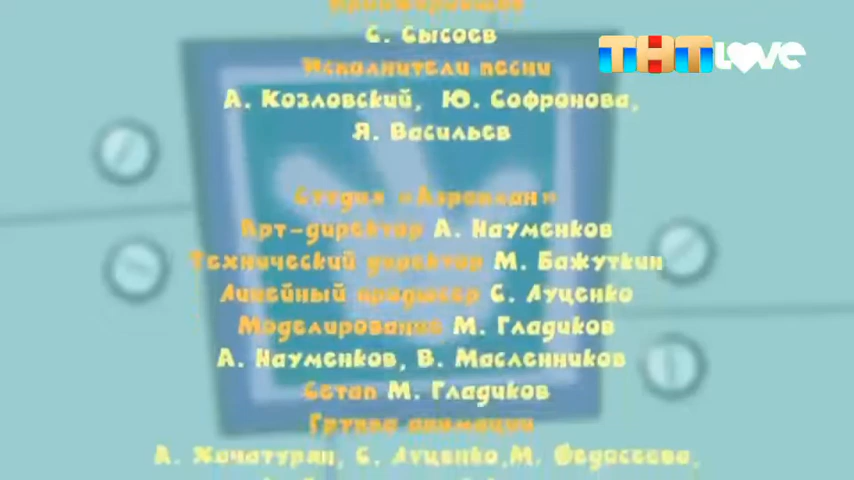 С. Сысоев
ТНТ LOVE
Исполнители песни
А. Козловский, Ю. Софронова,
Я. Васильев
Студия «Аэроплан»
Арт-директор А. Науменков
Технический директор М. Бажуткин
Линейный продюсер С. Луценко
Моделирование М. Гладиков
А. Науменков, В. Масленников
Сетап М. Гладиков
Группа анимации
А. Хачатурян, С. Луценко, М. Федосеева,